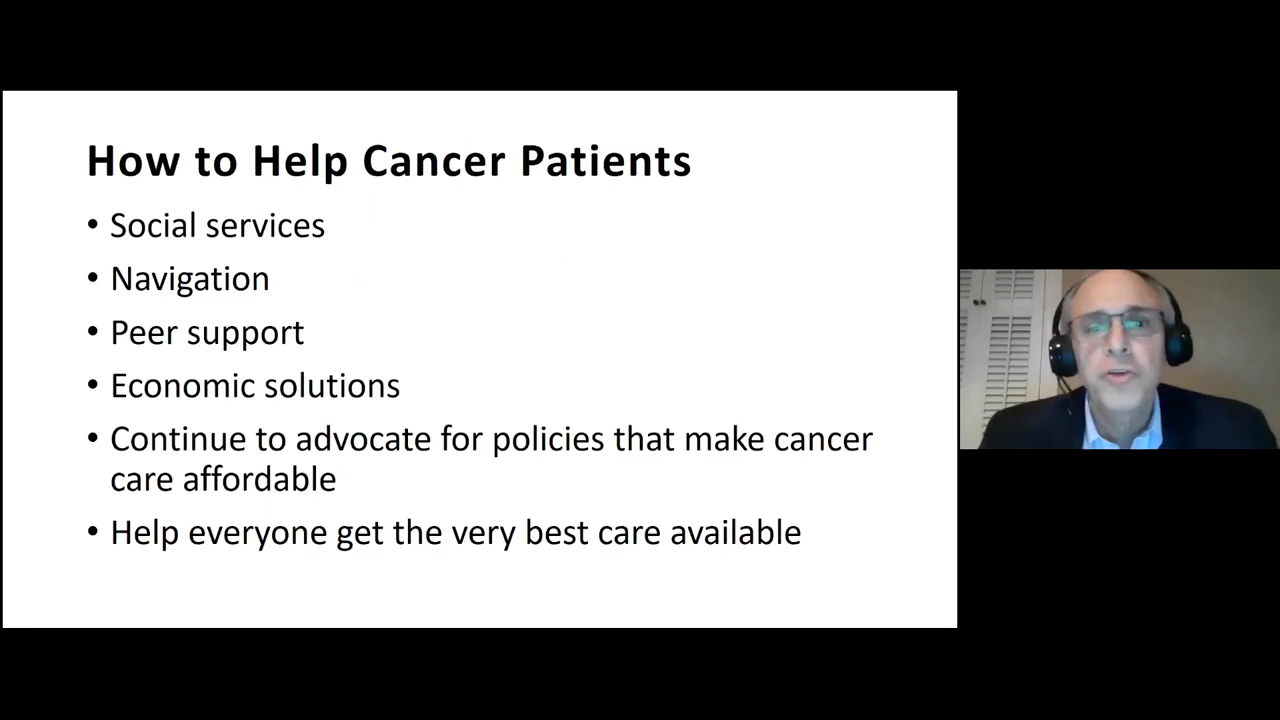 How to Help Cancer Patients
• Social services
• Navigation
• Peer support
• Economic solutions
• Continue to advocate for policies that make cancer
care affordable
• Help everyone get the very best care available